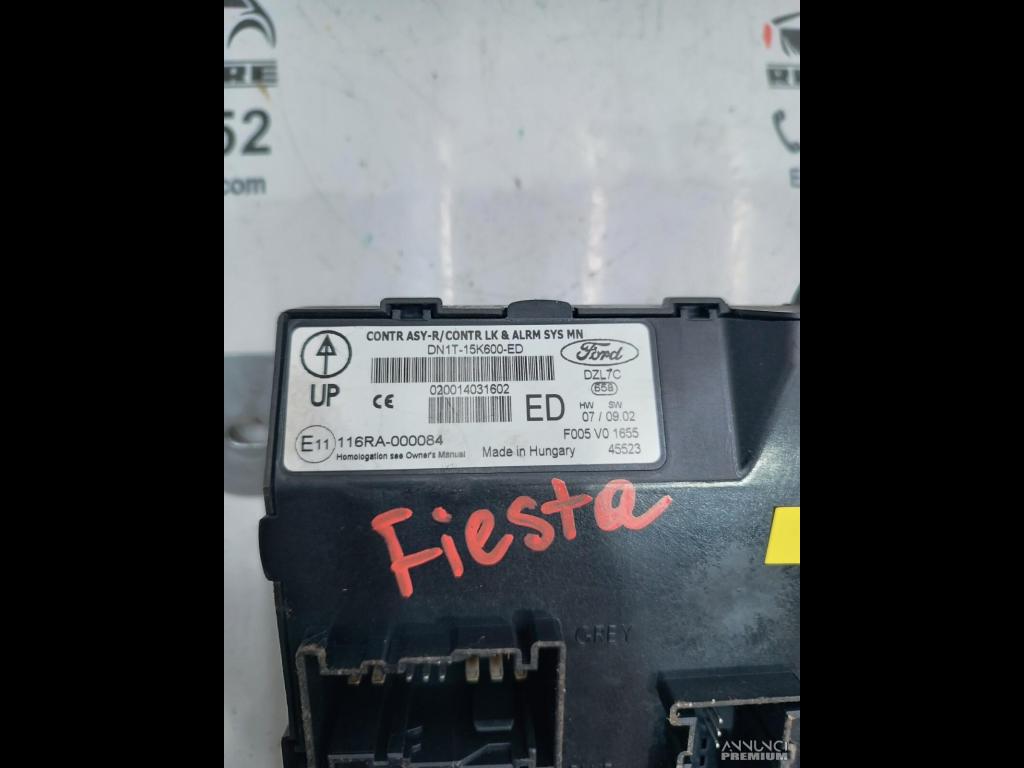 RE
52
.com
CONTR ASY-R/CONTR LK & ALRM SYS MN
DN1T-15K600-ED
Ford
UP
020014031602
DZL7C
558
CE
ED
HW SW
07 / 09.02
E11 116RA-000084
F005 V0 1655
Homologation see Owner's Manual
Made in Hungary
45523
Fiesta
GREY
ANNUNCI
PREMIUM